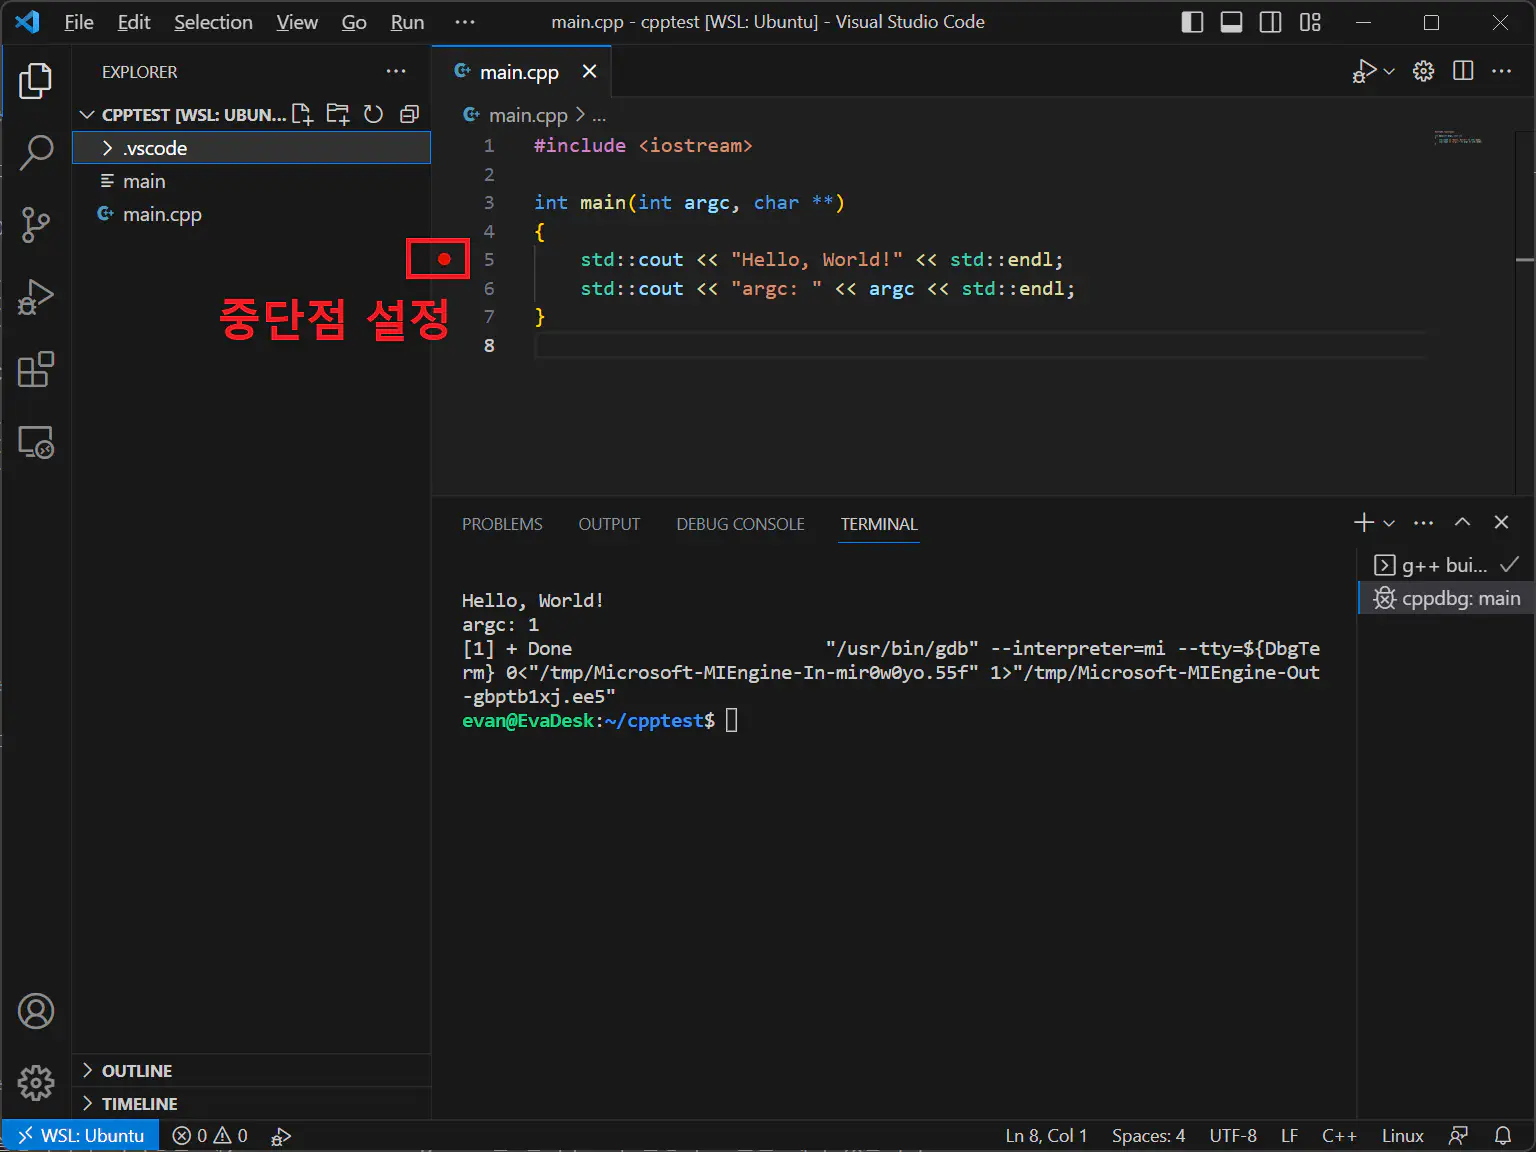 File Edit Selection View Go Run ··· main.cpp - cpptest [WSL: Ubuntu] - Visual Studio Code
EXPLORER ···
main.cpp
CPPTEST [WSL: UBUN...
.vscode
main
main.cpp
main.cpp > ...
1 #include <iostream>
2
3 int main(int argc, char **)
4 {
5 std::cout << "Hello, World!" << std::endl;
6 std::cout << "argc: " << argc << std::endl;
7 }
8
중단점 설정
PROBLEMS OUTPUT DEBUG CONSOLE TERMINAL
g++ bui...
cppdbg: main
Hello, World!
argc: 1
[1] + Done "/usr/bin/gdb" --interpreter=mi --tty=${DbgTe
rm} 0<"/tmp/Microsoft-MIEngine-In-mir0w0yo.55f" 1>"/tmp/Microsoft-MIEngine-Out
-gbptb1xj.ee5"
evan@EvaDesk:~/cpptest$
OUTLINE
TIMELINE
WSL: Ubuntu 0 0 Ln 8, Col 1 Spaces: 4 UTF-8 LF C++ Linux